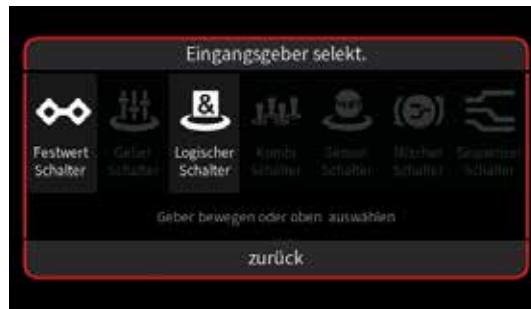 Eingangsgeber selekt.
&
Festwert Geber Logischer Kombi Sensor Mischer Sequenzer
Schalter Schalter Schalter Schalter Schalter Schalter Schalter
Geber bewegen oder oben auswählen
zurück